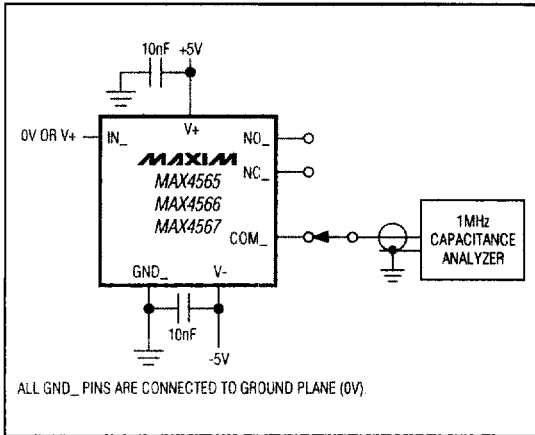 10nF +5V
0V OR V+
IN_
V+
NO_
MAXIM
NC_
MAX4565
MAX4566
MAX4567
COM_
1MHz
CAPACITANCE
ANALYZER
GND_
V-
10nF
-5V
ALL GND_ PINS ARE CONNECTED TO GROUND PLANE (0V).